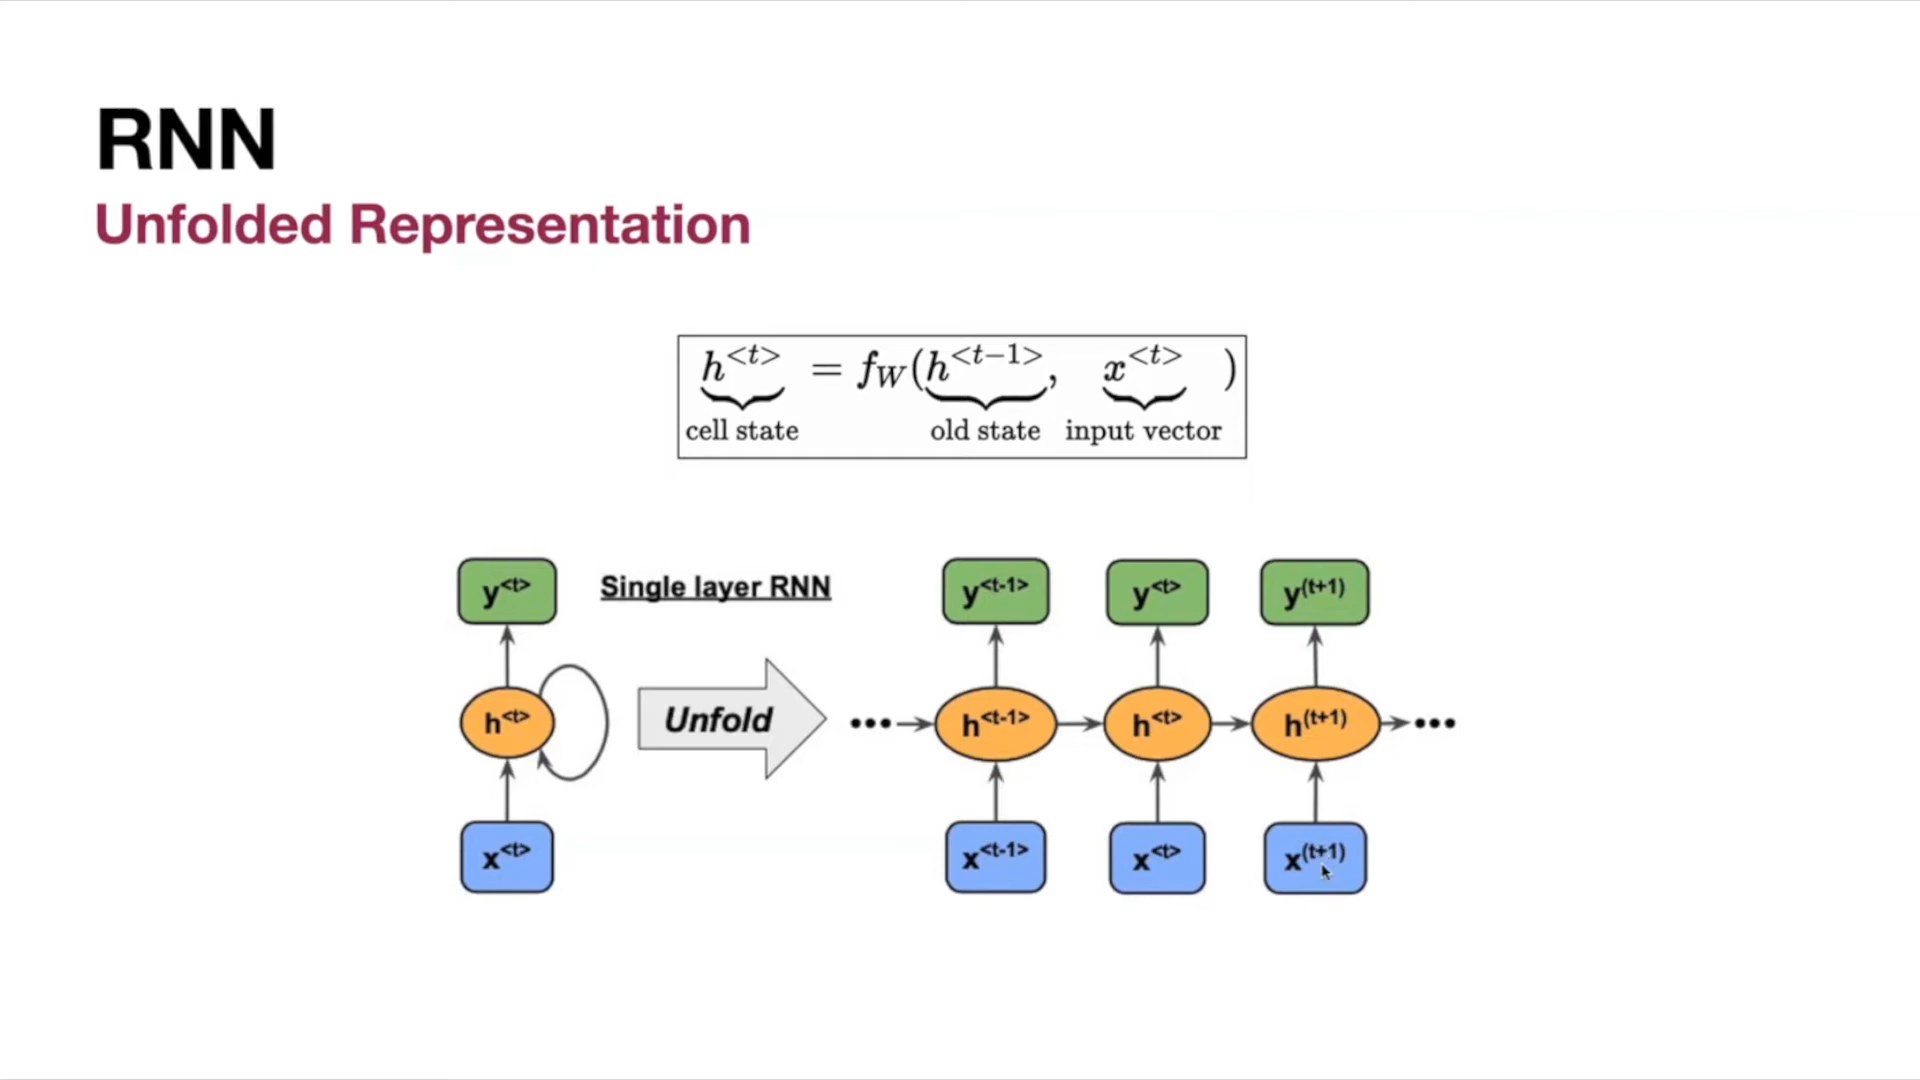 RNN
Unfolded Representation
h<t> = fW(h<t−1>, x<t> )
cell state old state input vector
y<t> Single layer RNN y<t-1> y<t> y(t+1)
h<t> Unfold ••• h<t-1> h<t> h(t+1) •••
x<t> x<t-1> x<t> x(t+1)